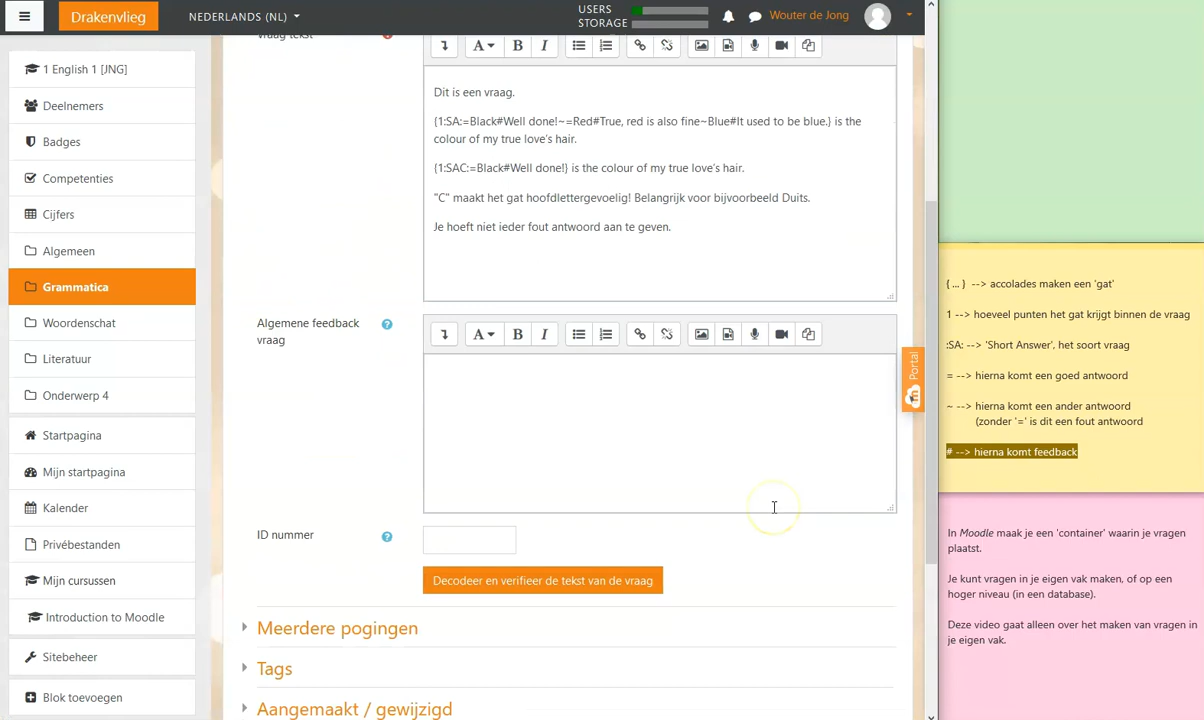 Drakenvlieg
NEDERLANDS (NL)
USERS
STORAGE
Wouter de Jong
1 English 1 [JNG]
Deelnemers
Badges
Competenties
Cijfers
Algemeen
Grammatica
Woordenschat
Literatuur
Onderwerp 4
Startpagina
Mijn startpagina
Kalender
Privébestanden
Mijn cursussen
Introduction to Moodle
Sitebeheer
Blok toevoegen
Vraag tekst
Dit is een vraag.
{1:SA:=Black#Well done!~=Red#True, red is also fine~Blue#It used to be blue.} is the
colour of my true love's hair.
{1:SAC:=Black#Well done!} is the colour of my true love's hair.
"C" maakt het gat hoofdlettergevoelig! Belangrijk voor bijvoorbeeld Duits.
Je hoeft niet ieder fout antwoord aan te geven.
Algemene feedback
vraag
ID nummer
Decodeer en verifieer de tekst van de vraag
Meerdere pogingen
Tags
Aangemaakt / gewijzigd
Portal
{ ... } --> accolades maken een 'gat'
1 --> hoeveel punten het gat krijgt binnen de vraag
:SA: --> 'Short Answer', het soort vraag
= --> hierna komt een goed antwoord
~ --> hierna komt een ander antwoord
(zonder '=' is dit een fout antwoord
# --> hierna komt feedback
In Moodle maak je een 'container' waarin je vragen
plaatst.
Je kunt vragen in je eigen vak maken, of op een
hoger niveau (in een database).
Deze video gaat alleen over het maken van vragen in
je eigen vak.